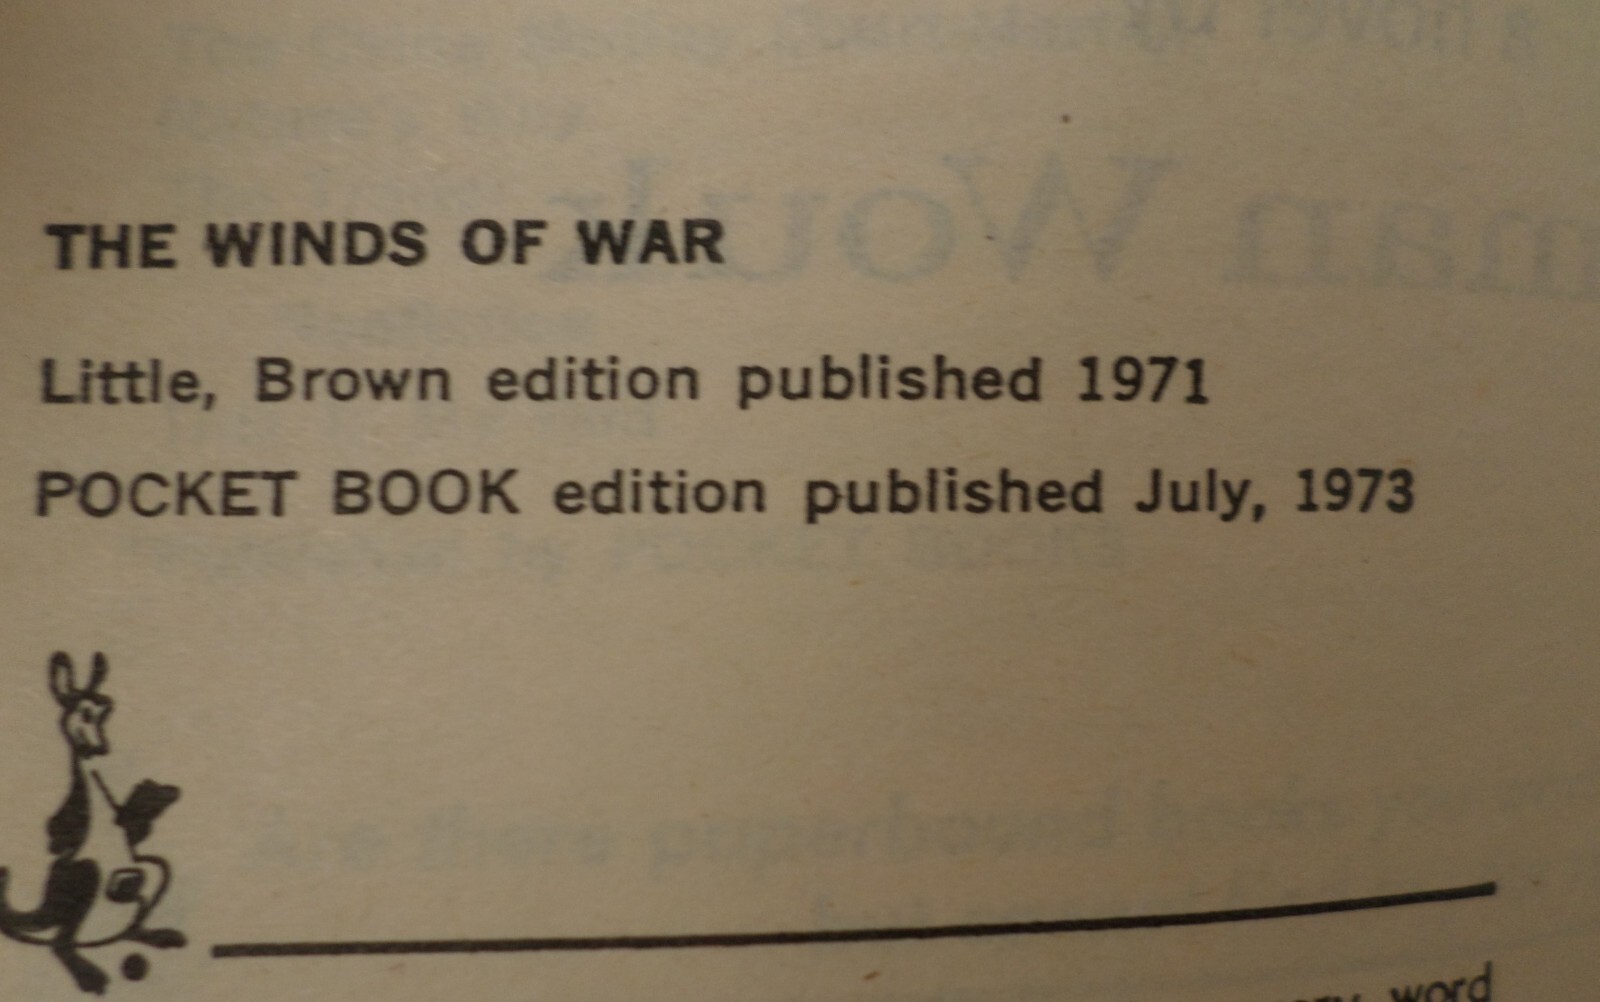 THE WINDS OF WAR
Little, Brown edition published 1971
POCKET BOOK edition published July, 1973
word